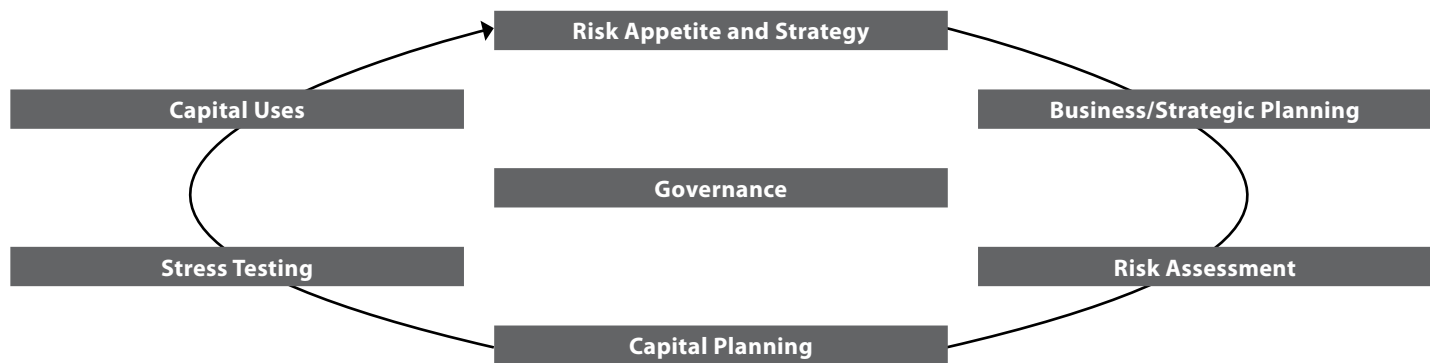 Risk Appetite and Strategy
Capital Uses
Business/Strategic Planning
Governance
Stress Testing
Risk Assessment
Capital Planning